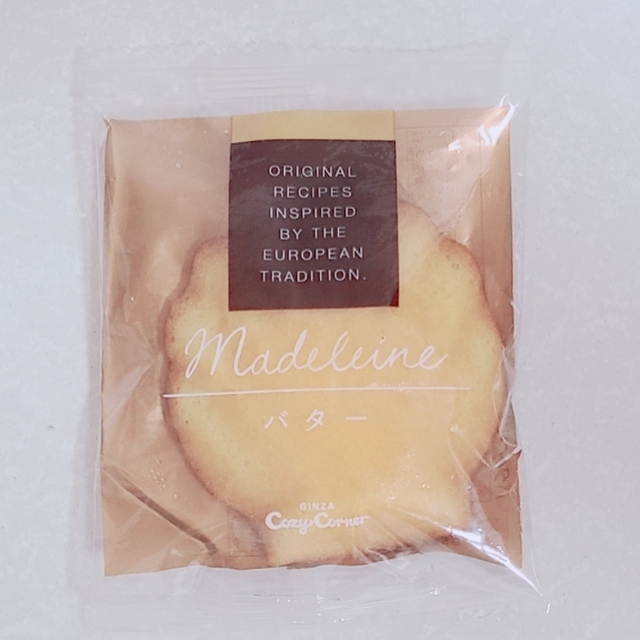 ORIGINAL
RECIPES
INSPIRED
BY THE
EUROPEAN
TRADITION.
Madeleine
バター
GINZA
Cozy Corner